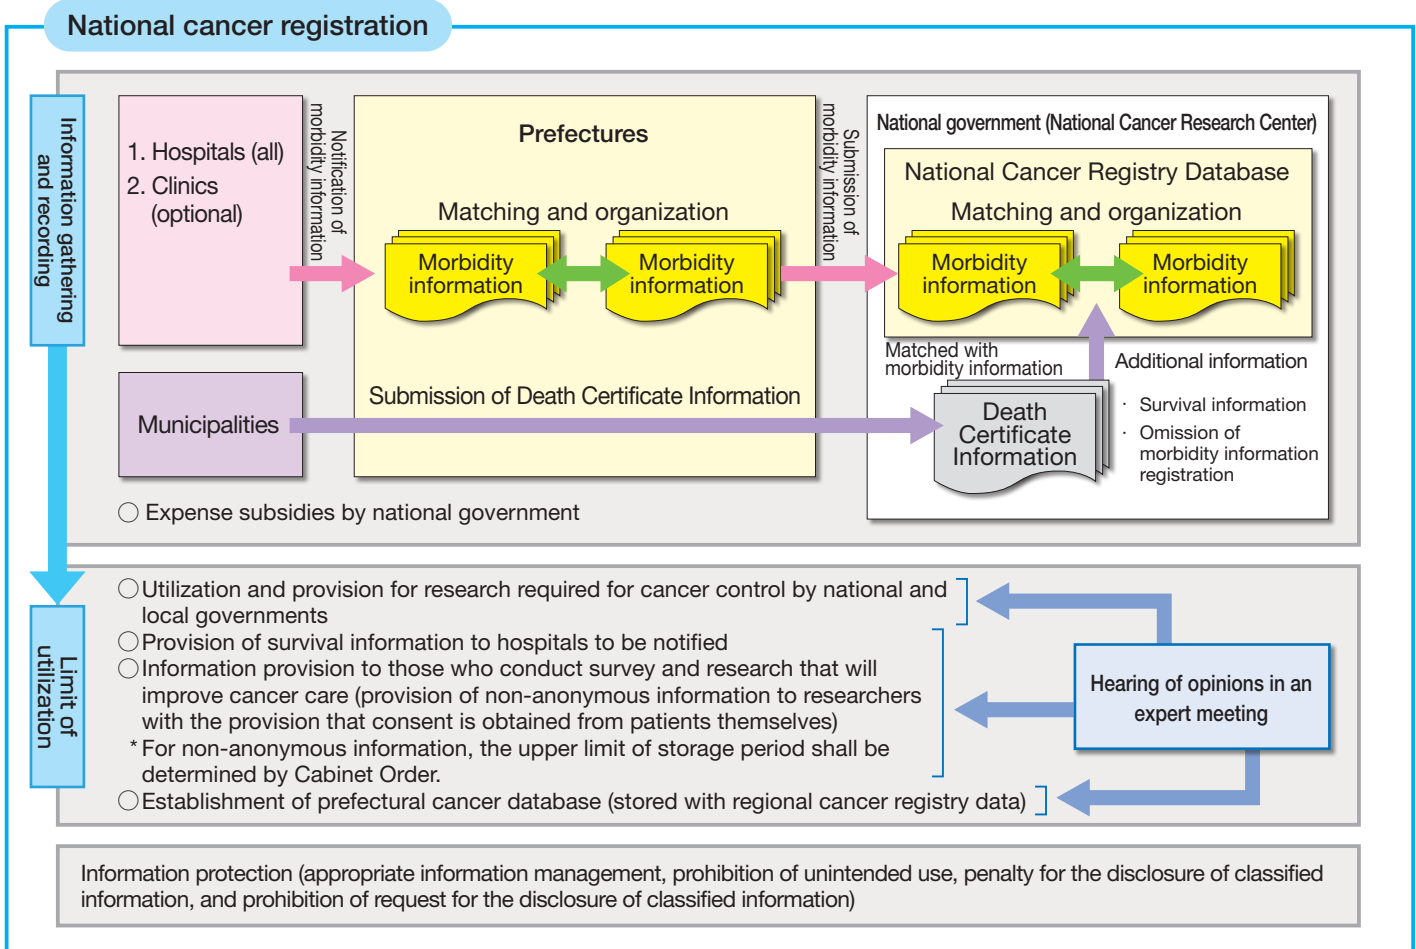 National cancer registration
Information gathering
and recording
1. Hospitals (all)
2. Clinics
(optional)
Notification of
morbidity information
Prefectures
Matching and organization
Morbidity
information
Morbidity
information
Submission of
morbidity information
National government (National Cancer Research Center)
National Cancer Registry Database
Matching and organization
Morbidity
information
Morbidity
information
Matched with
morbidity information
Additional information
· Survival information
· Omission of
morbidity information
registration
Municipalities
Submission of Death Certificate Information
Death
Certificate
Information
○ Expense subsidies by national government
Limit of
utilization
○Utilization and provision for research required for cancer control by national and
local governments
○Provision of survival information to hospitals to be notified
○Information provision to those who conduct survey and research that will
improve cancer care (provision of non-anonymous information to researchers
with the provision that consent is obtained from patients themselves)
* For non-anonymous information, the upper limit of storage period shall be
determined by Cabinet Order.
○Establishment of prefectural cancer database (stored with regional cancer registry data)
Hearing of opinions in an
expert meeting
Information protection (appropriate information management, prohibition of unintended use, penalty for the disclosure of classified
information, and prohibition of request for the disclosure of classified information)